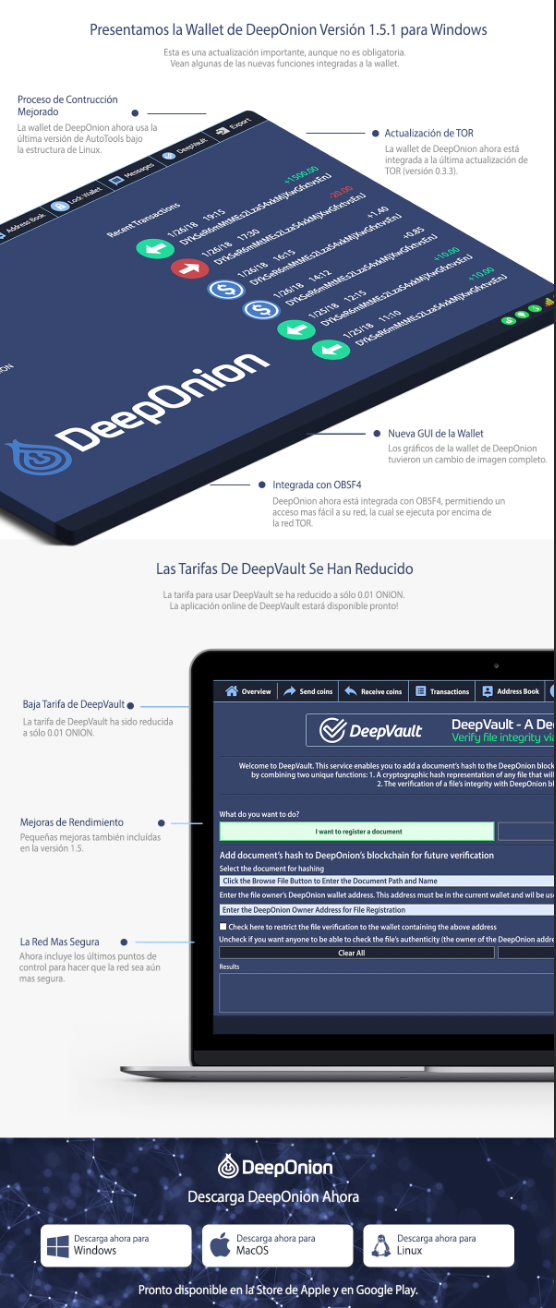 Presentamos la Wallet de DeepOnion Versión 1.5.1 para Windows
Esta es una actualización importante, aunque no es obligatoria.
Vean algunas de las nuevas funciones integradas a la wallet.
Proceso de Contrucción
Mejorado
La wallet de DeepOnion ahora usa la
última versión de AutoTools bajo
la estructura de Linux.
Actualización de TOR
La wallet de DeepOnion ahora está
integrada a la última actualización de
TOR (versión 0.3.3).
Address Book
Lock Wallet
Messages
DeepVault
Export
Recent Transactions
1/26/18 19:15 +1500.00
1/26/18 17:30 -20.00
1/26/18 16:15 +1.40
1/26/18 14:12 +0.85
1/25/18 12:15 +10.00
1/25/18 11:10 +10.00
DeepOnion
Nueva GUI de la Wallet
Los gráficos de la wallet de DeepOnion
tuvieron un cambio de imagen completo.
Integrada con OBSF4
DeepOnion ahora está integrada con OBSF4, permitiendo un
acceso mas fácil a su red, la cual se ejecuta por encima de
la red TOR.
Las Tarifas De DeepVault Se Han Reducido
La tarifa para usar DeepVault se ha reducido a sólo 0.01 ONION.
La aplicación online de DeepVault estará disponible pronto!
Baja Tarifa de DeepVault
La tarifa de DeepVault ha sido reducida
a sólo 0.01 ONION.
Mejoras de Rendimiento
Pequeñas mejoras también incluídas
en la versión 1.5.
La Red Mas Segura
Ahora incluye los últimos puntos de
control para hacer que la red sea aún
mas segura.
Overview
Send coins
Receive coins
Transactions
Address Book
DeepVault
DeepVault - A De
Verify file integrity via
Welcome to DeepVault. This service enables you to add a document's hash to the DeepOnion block
by combining two unique functions: 1. A cryptographic hash representation of any file that will
2. The verification of a file's integrity with DeepOnion bl
What do you want to do?
I want to register a document
Add document's hash to DeepOnion's blockchain for future verification
Select the document for hashing
Click the Browse File Button to Enter the Document Path and Name
Enter the file owner's DeepOnion wallet address. This address must be in the current wallet and wil be use
Enter the DeepOnion Owner Address for File Registration
Check here to restrict the file verification to the wallet containing the above address
Uncheck if you want anyone to be able to check the file's authenticity (the owner of the DeepOnion addre
Clear All
Results
DeepOnion
Descarga DeepOnion Ahora
Descarga ahora para
Windows
Descarga ahora para
MacOS
Descarga ahora para
Linux
Pronto disponible en la Store de Apple y en Google Play.